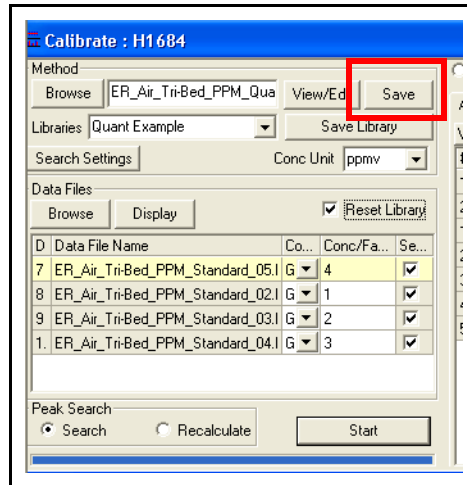 Calibrate : H1684
Method
Browse ER_Air_Tri-Bed_PPM_Qua View/Ed Save
Libraries Quant Example Save Library
Search Settings Conc Unit ppmv
Data Files
Browse Display Reset Library
D Data File Name Co... Conc/Fa... Se...
7 ER_Air_Tri-Bed_PPM_Standard_05.I G 4
8 ER_Air_Tri-Bed_PPM_Standard_02.I G 1
9 ER_Air_Tri-Bed_PPM_Standard_03.I G 2
1. ER_Air_Tri-Bed_PPM_Standard_04.I G 3
Peak Search
Search Recalculate Start